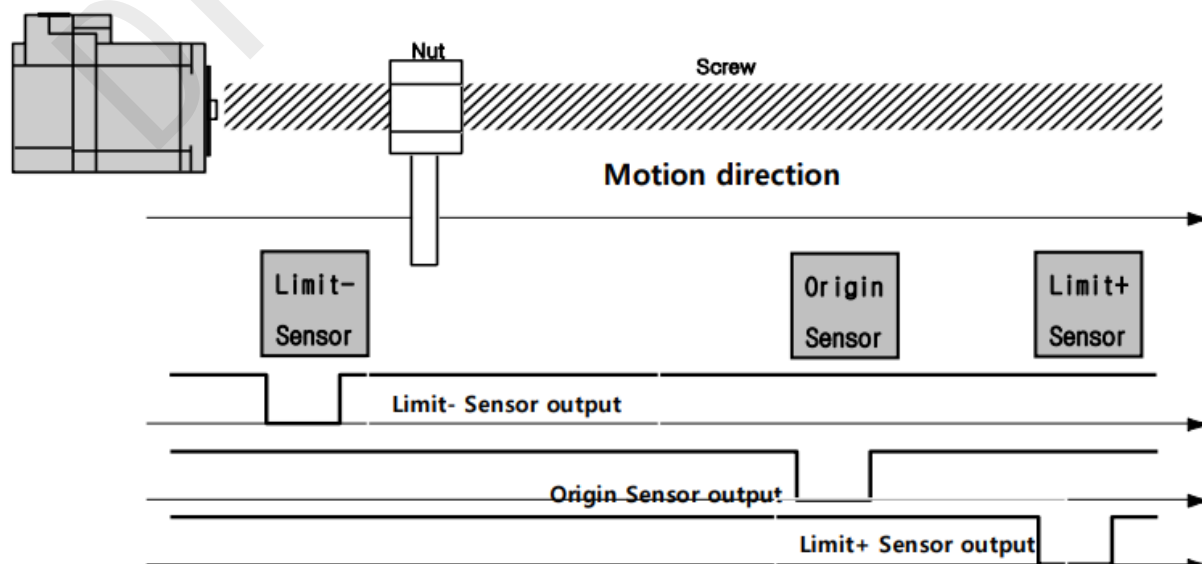 Nut
Screw
Motion direction
Limit-
Sensor
Origin
Sensor
Limit+
Sensor
Limit- Sensor output
Origin Sensor output
Limit+ Sensor output